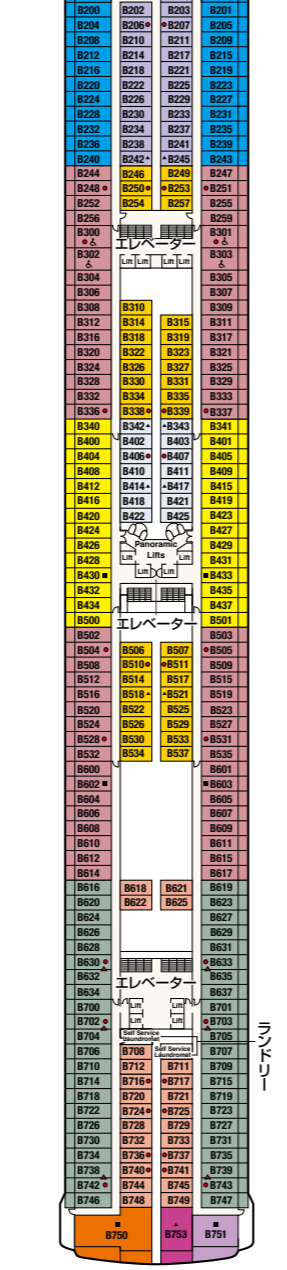 B200 B202 B203 B201
B204 B206 B207 B205
B208 B210 B211 B209
B212 B214 B217 B215
B216 B218 B221 B219
B220 B222 B225 B223
B224 B226 B229 B227
B228 B230 B233 B231
B232 B234 B237 B235
B236 B238 B241 B239
B240 B242 B245 B243
B244 B246 B249 B247
B248 B250 B253 B251
B252 B254 B257 B255
B256 B259
B300 B301
エレベーター
B302 B303
Lift Lift Lift Lift
B304 B305
B306 B307
B308 B310 B309
B312 B314 B315 B311
B316 B318 B319 B317
B320 B322 B323 B321
B324 B326 B327 B325
B328 B330 B331 B329
B332 B334 B335 B333
B336 B338 B339 B337
B340 B342 B343 B341
B400 B402 B403 B401
B404 B406 B407 B405
B408 B410 B411 B409
B412 B414 B417 B415
B416 B418 B421 B419
B420 B422 B425 B423
B424 B427
B426 B429
Panoramic
Lifts
B428 Lift Lift B431
B430 Lift Lift B433
B432 B435
B434 B437
B500 B501
エレベーター
B502 B503
B504 B506 B507 B505
B508 B510 B511 B509
B512 B514 B517 B515
B516 B518 B521 B519
B520 B522 B525 B523
B524 B526 B529 B527
B528 B530 B533 B531
B532 B534 B537 B535
B600 B601
B602 B603
B604 B605
B606 B607
B608 B609
B610 B611
B612 B615
B614 B617
B616 B618 B621 B619
B620 B622 B625 B623
B624 B627
B626 B629
B628 B631
B630 B633
B632 B635
エレベーター
B634 B637
B700 Lift Lift B701
B702 Lift Lift B703
B704 Self Service
Laundromat B705
ランドリー
B706 B708 Self Service
Laundromat B707
B710 B712 B711 B709
B714 B716 B717 B715
B718 B720 B721 B719
B722 B724 B725 B723
B726 B728 B729 B727
B730 B732 B733 B731
B734 B736 B737 B735
B738 B740 B741 B739
B742 B744 B745 B743
B746 B748 B749 B747
B750 B753 B751